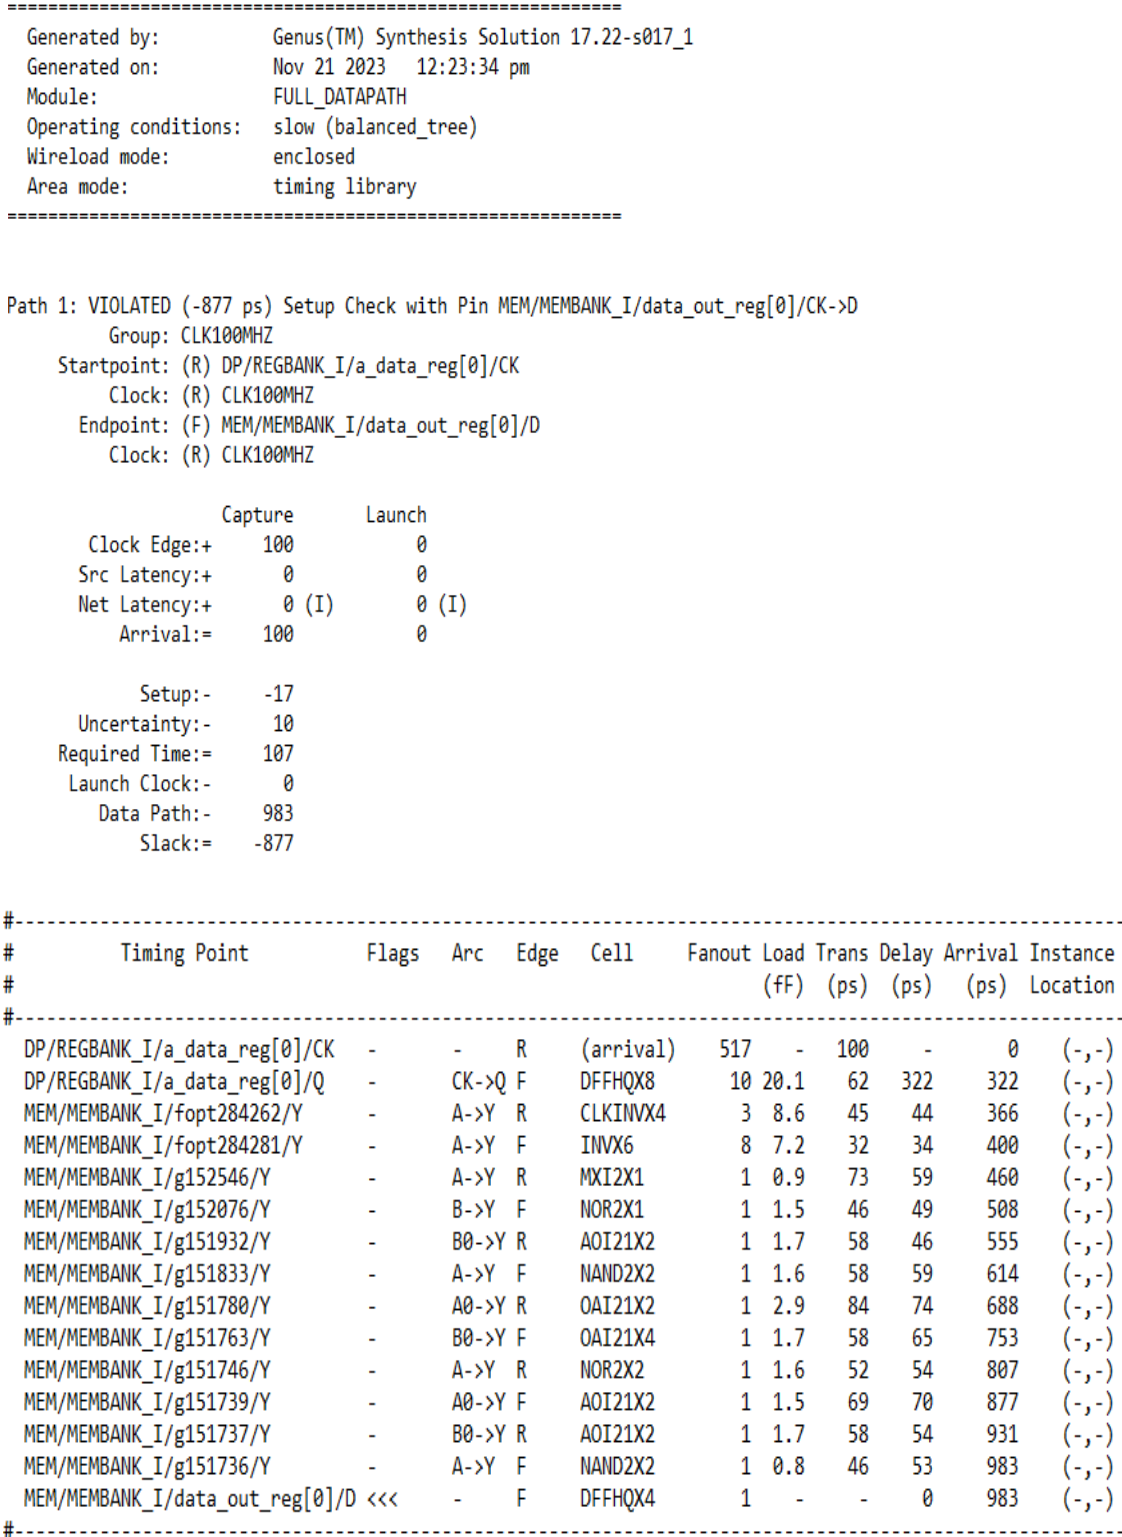 ============================================================
  Generated by:           Genus(TM) Synthesis Solution 17.22-s017_1
  Generated on:           Nov 21 2023   12:23:34 pm
  Module:                 FULL_DATAPATH
  Operating conditions:   slow (balanced_tree)
  Wireload mode:          enclosed
  Area mode:              timing library
============================================================
Path 1: VIOLATED (-877 ps) Setup Check with Pin MEM/MEMBANK_I/data_out_reg[0]/CK->D
          Group: CLK100MHZ
     Startpoint: (R) DP/REGBANK_I/a_data_reg[0]/CK
          Clock: (R) CLK100MHZ
       Endpoint: (F) MEM/MEMBANK_I/data_out_reg[0]/D
          Clock: (R) CLK100MHZ
                     Capture       Launch
        Clock Edge:+     100            0
       Src Latency:+       0            0
       Net Latency:+       0 (I)        0 (I)
           Arrival:=     100            0
             Setup:-     -17
       Uncertainty:-      10
     Required Time:=     107
      Launch Clock:-       0
         Data Path:-     983
             Slack:=    -877
#-------------------------------------------------------------------------------------------------------------
#          Timing Point           Flags   Arc   Edge   Cell     Fanout Load Trans Delay Arrival Instance
#                                                                      (fF)  (ps)  (ps)   (ps)  Location
#-------------------------------------------------------------------------------------------------------------
  DP/REGBANK_I/a_data_reg[0]/CK   -       -     R     (arrival)    517    -   100     -       0    (-,-)
  DP/REGBANK_I/a_data_reg[0]/Q    -       CK->Q F     DFFHQX8       10 20.1    62   322     322    (-,-)
  MEM/MEMBANK_I/fopt284262/Y      -       A->Y  R     CLKINVX4       3  8.6    45    44     366    (-,-)
  MEM/MEMBANK_I/fopt284281/Y      -       A->Y  F     INVX6          8  7.2    32    34     400    (-,-)
  MEM/MEMBANK_I/g152546/Y         -       A->Y  R     MXI2X1         1  0.9    73    59     460    (-,-)
  MEM/MEMBANK_I/g152076/Y         -       B->Y  F     NOR2X1         1  1.5    46    49     508    (-,-)
  MEM/MEMBANK_I/g151932/Y         -       B0->Y R     AOI21X2        1  1.7    58    46     555    (-,-)
  MEM/MEMBANK_I/g151833/Y         -       A->Y  F     NAND2X2        1  1.6    58    59     614    (-,-)
  MEM/MEMBANK_I/g151780/Y         -       A0->Y R     OAI21X2        1  2.9    84    74     688    (-,-)
  MEM/MEMBANK_I/g151763/Y         -       B0->Y F     OAI21X4        1  1.7    58    65     753    (-,-)
  MEM/MEMBANK_I/g151746/Y         -       A->Y  R     NOR2X2         1  1.6    52    54     807    (-,-)
  MEM/MEMBANK_I/g151739/Y         -       A0->Y F     AOI21X2        1  1.5    69    70     877    (-,-)
  MEM/MEMBANK_I/g151737/Y         -       B0->Y R     AOI21X2        1  1.7    58    54     931    (-,-)
  MEM/MEMBANK_I/g151736/Y         -       A->Y  F     NAND2X2        1  0.8    46    53     983    (-,-)
  MEM/MEMBANK_I/data_out_reg[0]/D <<<     -     F     DFFHQX4        1    -     -     0     983    (-,-)
#-------------------------------------------------------------------------------------------------------------